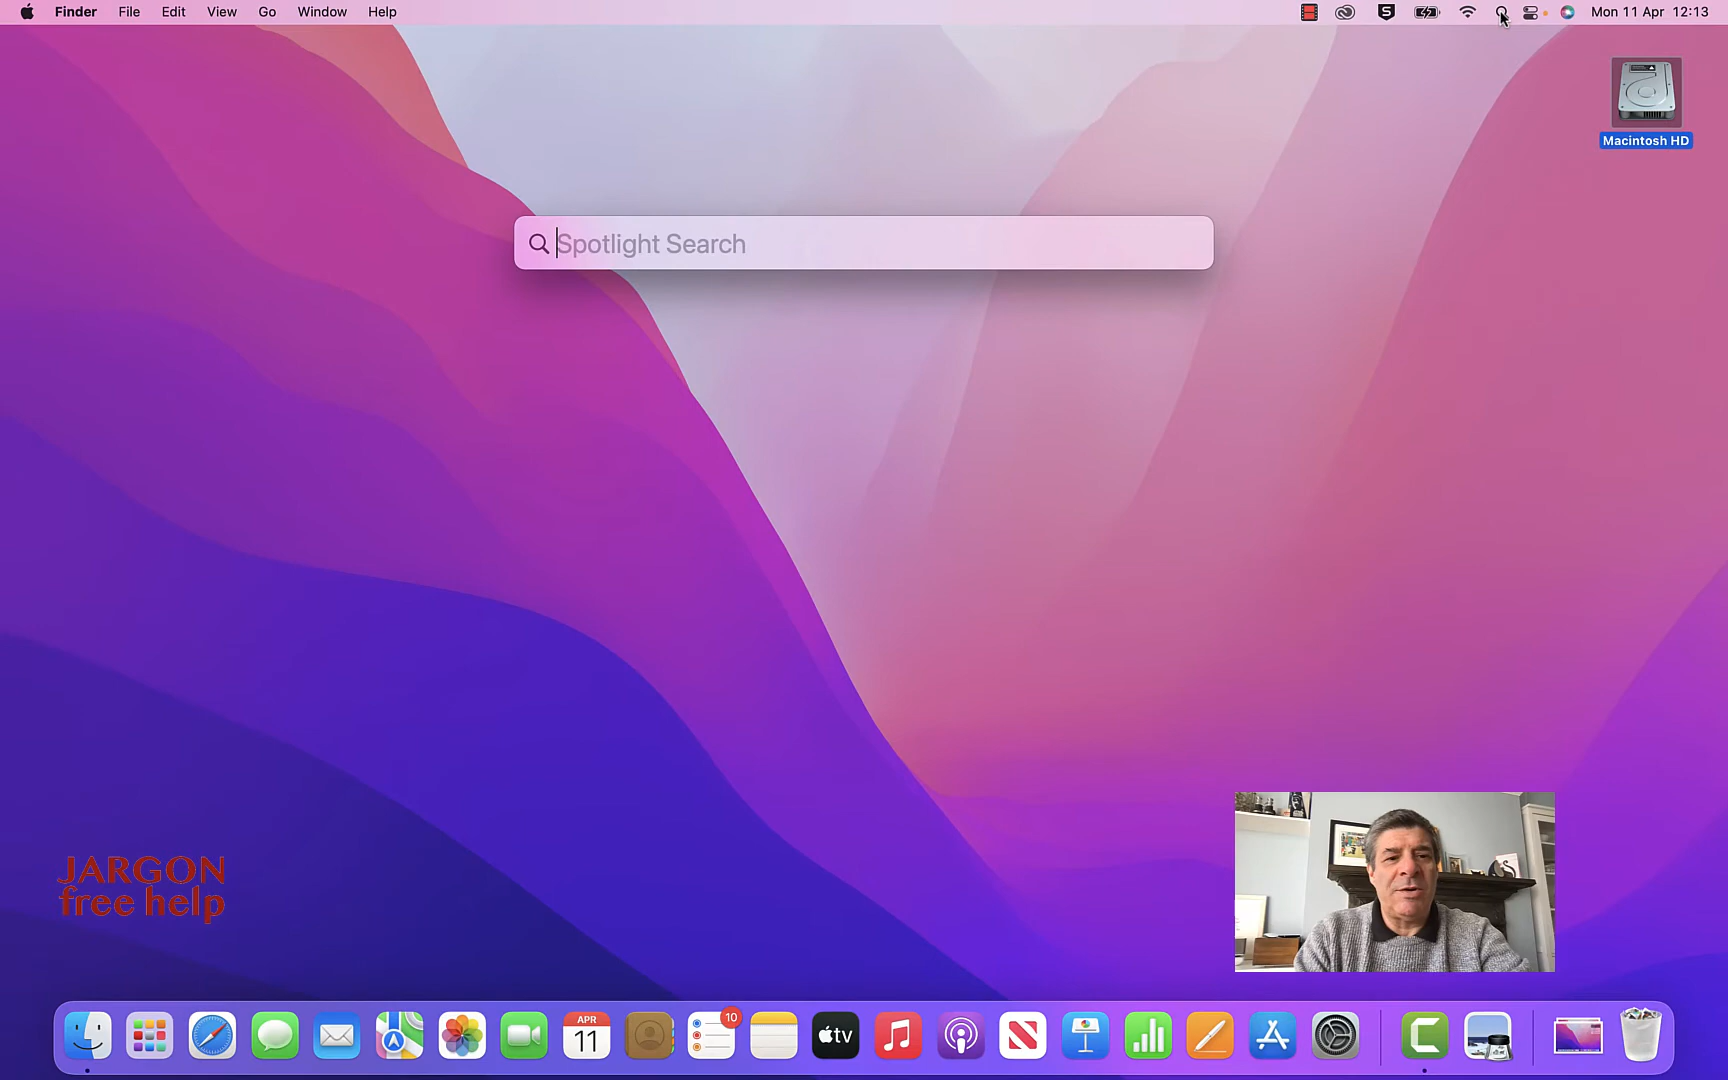 Finder File Edit View Go Window Help
S
Mon 11 Apr 12:13
Macintosh HD
Spotlight Search
JARGON
free help
APR
11
10
tv